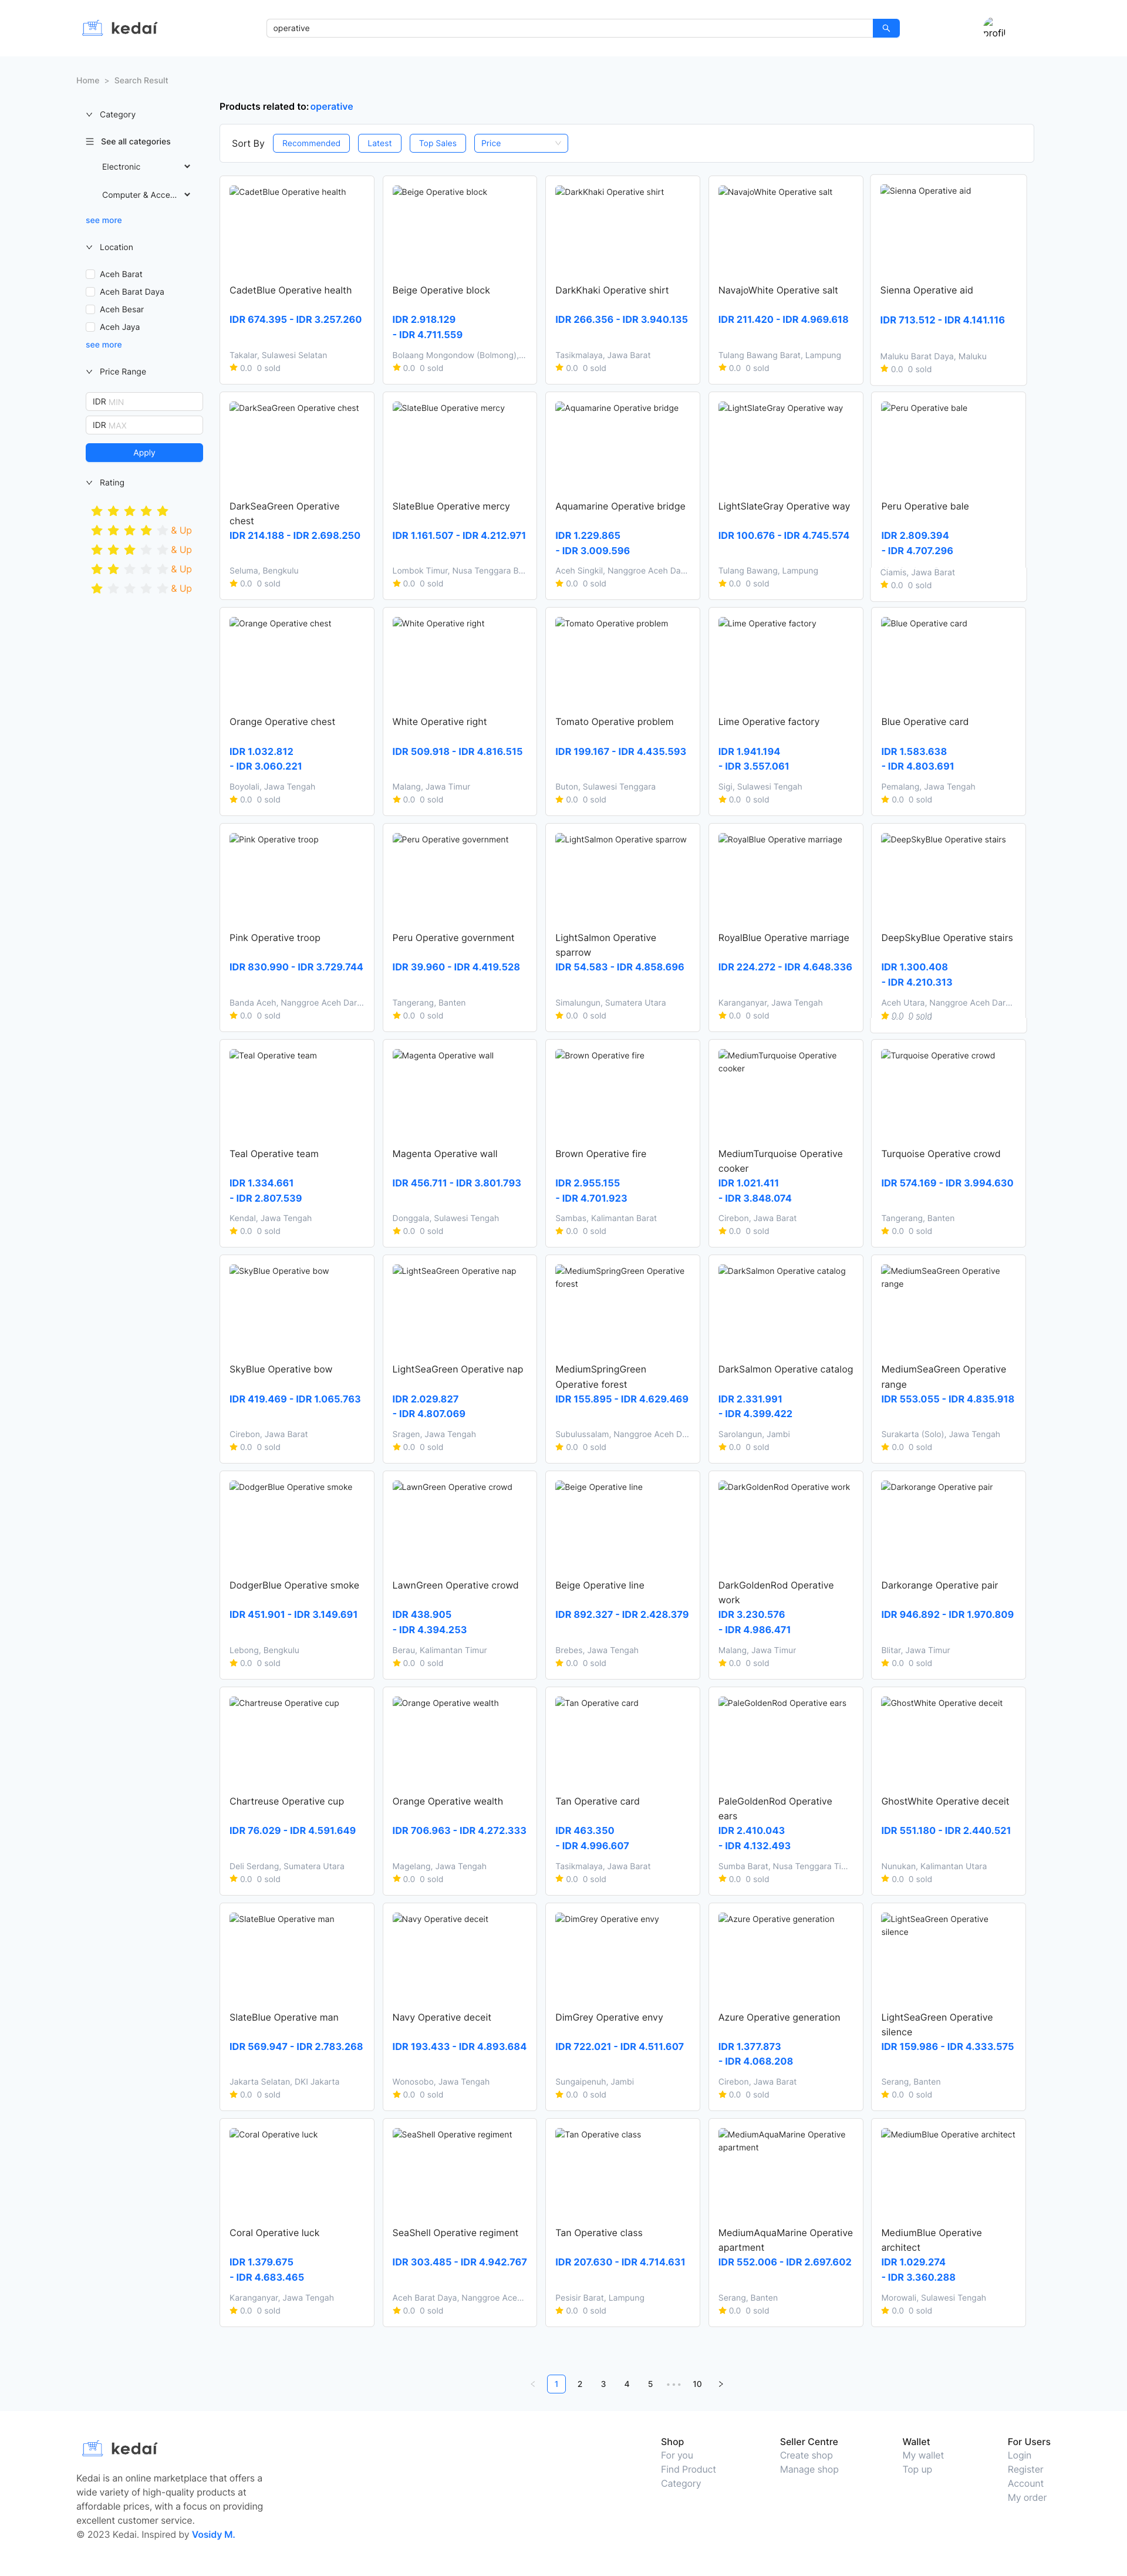 kedaí
operative
profil
Home > Search Result
Category
See all categories
Electronic
Computer & Acce...
see more
Location
Aceh Barat
Aceh Barat Daya
Aceh Besar
Aceh Jaya
see more
Price Range
IDR MIN
IDR MAX
Apply
Rating
& Up
& Up
& Up
& Up
Products related to: operative
Sort By Recommended Latest Top Sales Price
CadetBlue Operative health
CadetBlue Operative health
IDR 674.395 - IDR 3.257.260
Takalar, Sulawesi Selatan
0.0 0 sold
Beige Operative block
Beige Operative block
IDR 2.918.129
- IDR 4.711.559
Bolaang Mongondow (Bolmong),...
0.0 0 sold
DarkKhaki Operative shirt
DarkKhaki Operative shirt
IDR 266.356 - IDR 3.940.135
Tasikmalaya, Jawa Barat
0.0 0 sold
NavajoWhite Operative salt
NavajoWhite Operative salt
IDR 211.420 - IDR 4.969.618
Tulang Bawang Barat, Lampung
0.0 0 sold
Sienna Operative aid
Sienna Operative aid
IDR 713.512 - IDR 4.141.116
Maluku Barat Daya, Maluku
0.0 0 sold
DarkSeaGreen Operative chest
DarkSeaGreen Operative
chest
IDR 214.188 - IDR 2.698.250
Seluma, Bengkulu
0.0 0 sold
SlateBlue Operative mercy
SlateBlue Operative mercy
IDR 1.161.507 - IDR 4.212.971
Lombok Timur, Nusa Tenggara B...
0.0 0 sold
Aquamarine Operative bridge
Aquamarine Operative bridge
IDR 1.229.865
- IDR 3.009.596
Aceh Singkil, Nanggroe Aceh Da...
0.0 0 sold
LightSlateGray Operative way
LightSlateGray Operative way
IDR 100.676 - IDR 4.745.574
Tulang Bawang, Lampung
0.0 0 sold
Peru Operative bale
Peru Operative bale
IDR 2.809.394
- IDR 4.707.296
Ciamis, Jawa Barat
0.0 0 sold
Orange Operative chest
Orange Operative chest
IDR 1.032.812
- IDR 3.060.221
Boyolali, Jawa Tengah
0.0 0 sold
White Operative right
White Operative right
IDR 509.918 - IDR 4.816.515
Malang, Jawa Timur
0.0 0 sold
Tomato Operative problem
Tomato Operative problem
IDR 199.167 - IDR 4.435.593
Buton, Sulawesi Tenggara
0.0 0 sold
Lime Operative factory
Lime Operative factory
IDR 1.941.194
- IDR 3.557.061
Sigi, Sulawesi Tengah
0.0 0 sold
Blue Operative card
Blue Operative card
IDR 1.583.638
- IDR 4.803.691
Pemalang, Jawa Tengah
0.0 0 sold
Pink Operative troop
Pink Operative troop
IDR 830.990 - IDR 3.729.744
Banda Aceh, Nanggroe Aceh Dar...
0.0 0 sold
Peru Operative government
Peru Operative government
IDR 39.960 - IDR 4.419.528
Tangerang, Banten
0.0 0 sold
LightSalmon Operative sparrow
LightSalmon Operative
sparrow
IDR 54.583 - IDR 4.858.696
Simalungun, Sumatera Utara
0.0 0 sold
RoyalBlue Operative marriage
RoyalBlue Operative marriage
IDR 224.272 - IDR 4.648.336
Karanganyar, Jawa Tengah
0.0 0 sold
DeepSkyBlue Operative stairs
DeepSkyBlue Operative stairs
IDR 1.300.408
- IDR 4.210.313
Aceh Utara, Nanggroe Aceh Dar...
0.0 0 sold
Teal Operative team
Teal Operative team
IDR 1.334.661
- IDR 2.807.539
Kendal, Jawa Tengah
0.0 0 sold
Magenta Operative wall
Magenta Operative wall
IDR 456.711 - IDR 3.801.793
Donggala, Sulawesi Tengah
0.0 0 sold
Brown Operative fire
Brown Operative fire
IDR 2.955.155
- IDR 4.701.923
Sambas, Kalimantan Barat
0.0 0 sold
MediumTurquoise Operative
cooker
MediumTurquoise Operative
cooker
IDR 1.021.411
- IDR 3.848.074
Cirebon, Jawa Barat
0.0 0 sold
Turquoise Operative crowd
Turquoise Operative crowd
IDR 574.169 - IDR 3.994.630
Tangerang, Banten
0.0 0 sold
SkyBlue Operative bow
SkyBlue Operative bow
IDR 419.469 - IDR 1.065.763
Cirebon, Jawa Barat
0.0 0 sold
LightSeaGreen Operative nap
LightSeaGreen Operative nap
IDR 2.029.827
- IDR 4.807.069
Sragen, Jawa Tengah
0.0 0 sold
MediumSpringGreen Operative
forest
MediumSpringGreen
Operative forest
IDR 155.895 - IDR 4.629.469
Subulussalam, Nanggroe Aceh D...
0.0 0 sold
DarkSalmon Operative catalog
DarkSalmon Operative catalog
IDR 2.331.991
- IDR 4.399.422
Sarolangun, Jambi
0.0 0 sold
MediumSeaGreen Operative
range
MediumSeaGreen Operative
range
IDR 553.055 - IDR 4.835.918
Surakarta (Solo), Jawa Tengah
0.0 0 sold
DodgerBlue Operative smoke
DodgerBlue Operative smoke
IDR 451.901 - IDR 3.149.691
Lebong, Bengkulu
0.0 0 sold
LawnGreen Operative crowd
LawnGreen Operative crowd
IDR 438.905
- IDR 4.394.253
Berau, Kalimantan Timur
0.0 0 sold
Beige Operative line
Beige Operative line
IDR 892.327 - IDR 2.428.379
Brebes, Jawa Tengah
0.0 0 sold
DarkGoldenRod Operative work
DarkGoldenRod Operative
work
IDR 3.230.576
- IDR 4.986.471
Malang, Jawa Timur
0.0 0 sold
Darkorange Operative pair
Darkorange Operative pair
IDR 946.892 - IDR 1.970.809
Blitar, Jawa Timur
0.0 0 sold
Chartreuse Operative cup
Chartreuse Operative cup
IDR 76.029 - IDR 4.591.649
Deli Serdang, Sumatera Utara
0.0 0 sold
Orange Operative wealth
Orange Operative wealth
IDR 706.963 - IDR 4.272.333
Magelang, Jawa Tengah
0.0 0 sold
Tan Operative card
Tan Operative card
IDR 463.350
- IDR 4.996.607
Tasikmalaya, Jawa Barat
0.0 0 sold
PaleGoldenRod Operative ears
PaleGoldenRod Operative
ears
IDR 2.410.043
- IDR 4.132.493
Sumba Barat, Nusa Tenggara Ti...
0.0 0 sold
GhostWhite Operative deceit
GhostWhite Operative deceit
IDR 551.180 - IDR 2.440.521
Nunukan, Kalimantan Utara
0.0 0 sold
SlateBlue Operative man
SlateBlue Operative man
IDR 569.947 - IDR 2.783.268
Jakarta Selatan, DKI Jakarta
0.0 0 sold
Navy Operative deceit
Navy Operative deceit
IDR 193.433 - IDR 4.893.684
Wonosobo, Jawa Tengah
0.0 0 sold
DimGrey Operative envy
DimGrey Operative envy
IDR 722.021 - IDR 4.511.607
Sungaipenuh, Jambi
0.0 0 sold
Azure Operative generation
Azure Operative generation
IDR 1.377.873
- IDR 4.068.208
Cirebon, Jawa Barat
0.0 0 sold
LightSeaGreen Operative
silence
LightSeaGreen Operative
silence
IDR 159.986 - IDR 4.333.575
Serang, Banten
0.0 0 sold
Coral Operative luck
Coral Operative luck
IDR 1.379.675
- IDR 4.683.465
Karanganyar, Jawa Tengah
0.0 0 sold
SeaShell Operative regiment
SeaShell Operative regiment
IDR 303.485 - IDR 4.942.767
Aceh Barat Daya, Nanggroe Ace...
0.0 0 sold
Tan Operative class
Tan Operative class
IDR 207.630 - IDR 4.714.631
Pesisir Barat, Lampung
0.0 0 sold
MediumAquaMarine Operative
apartment
MediumAquaMarine Operative
apartment
IDR 552.006 - IDR 2.697.602
Serang, Banten
0.0 0 sold
MediumBlue Operative architect
MediumBlue Operative
architect
IDR 1.029.274
- IDR 3.360.288
Morowali, Sulawesi Tengah
0.0 0 sold
1 2 3 4 5 ••• 10
kedaí
Kedai is an online marketplace that offers a
wide variety of high-quality products at
affordable prices, with a focus on providing
excellent customer service.
© 2023 Kedai. Inspired by Vosidy M.
Shop
For you
Find Product
Category
Seller Centre
Create shop
Manage shop
Wallet
My wallet
Top up
For Users
Login
Register
Account
My order